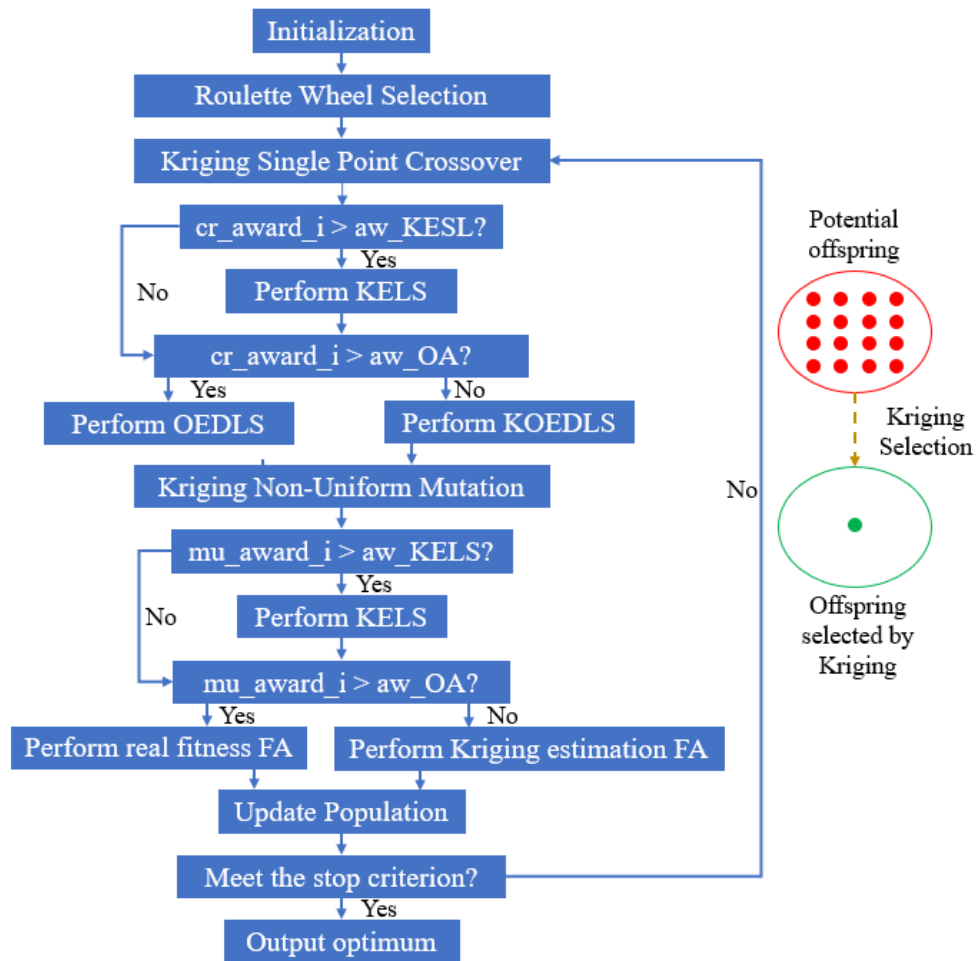 Initialization
Roulette Wheel Selection
Kriging Single Point Crossover
cr_award_i > aw_KESL?
Yes
No
Perform KELS
cr_award_i > aw_OA?
Yes
No
Perform OEDLS
Perform KOEDLS
Kriging Non-Uniform Mutation
mu_award_i > aw_KELS?
Yes
No
Perform KELS
mu_award_i > aw_OA?
Yes
No
Perform real fitness FA
Perform Kriging estimation FA
Update Population
Meet the stop criterion?
Yes
Output optimum
No
Potential
offspring
Kriging
Selection
Offspring
selected by
Kriging